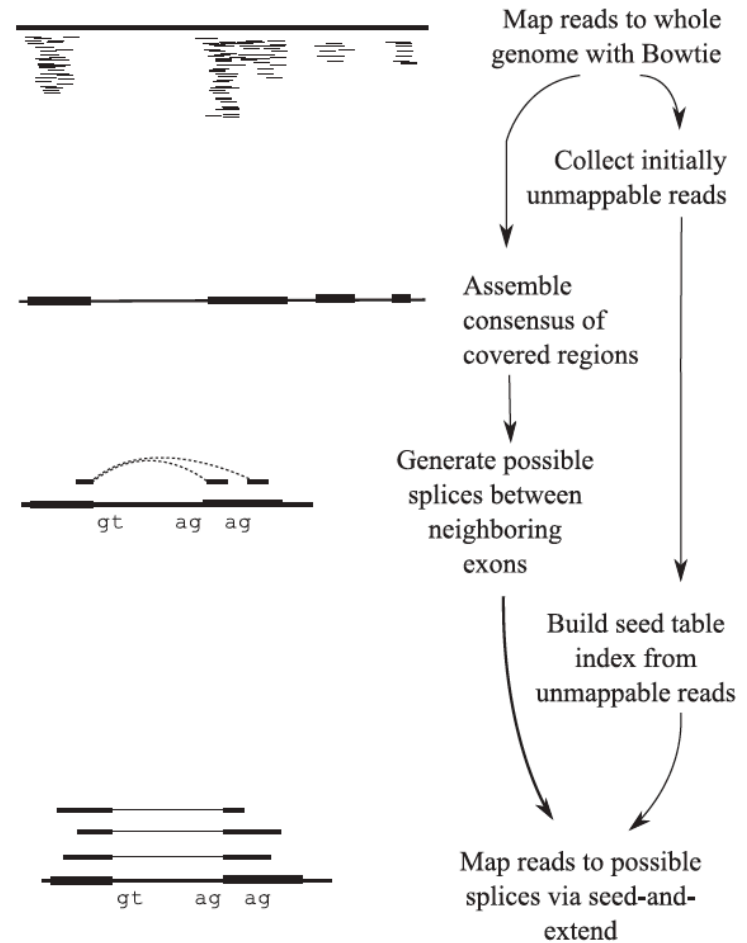 Map reads to whole
genome with Bowtie
Collect initially
unmappable reads
Assemble
consensus of
covered regions
Generate possible
splices between
neighboring
exons
gt ag ag
Build seed table
index from
unmappable reads
Map reads to possible
splices via seed-and-
extend
gt ag ag